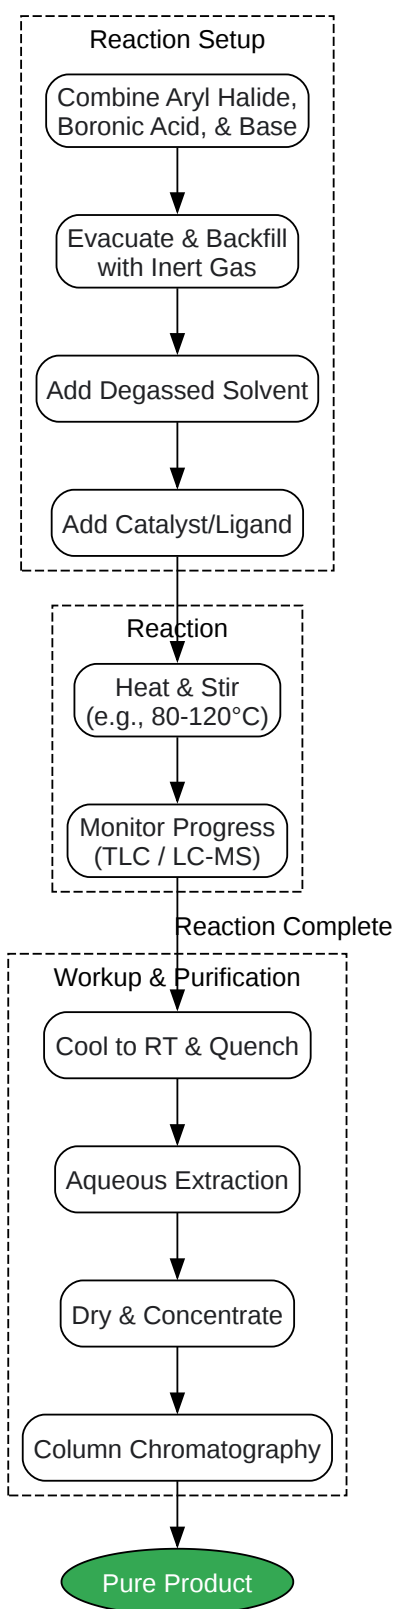 Reaction Setup
Combine Aryl Halide,
Boronic Acid, & Base
Evacuate & Backfill
with Inert Gas
Add Degassed Solvent
Add Catalyst/Ligand
Reaction
Heat & Stir
(e.g., 80-120°C)
Monitor Progress
(TLC / LC-MS)
Reaction Complete
Workup & Purification
Cool to RT & Quench
Aqueous Extraction
Dry & Concentrate
Column Chromatography
Pure Product